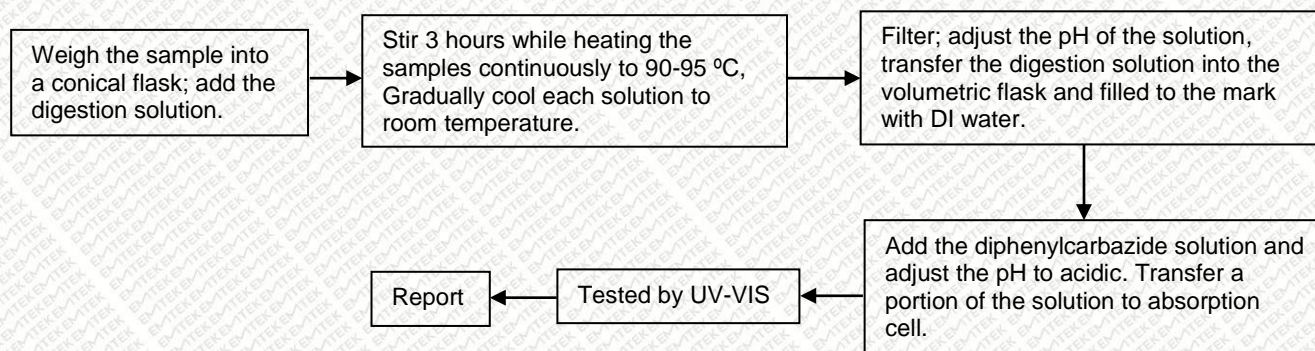 Weigh the sample into
a conical flask; add the
digestion solution.
Stir 3 hours while heating the
samples continuously to 90-95 ºC,
Gradually cool each solution to
room temperature.
Filter; adjust the pH of the solution,
transfer the digestion solution into the
volumetric flask and filled to the mark
with DI water.
Add the diphenylcarbazide solution and
adjust the pH to acidic. Transfer a
portion of the solution to absorption
cell.
Tested by UV-VIS
Report